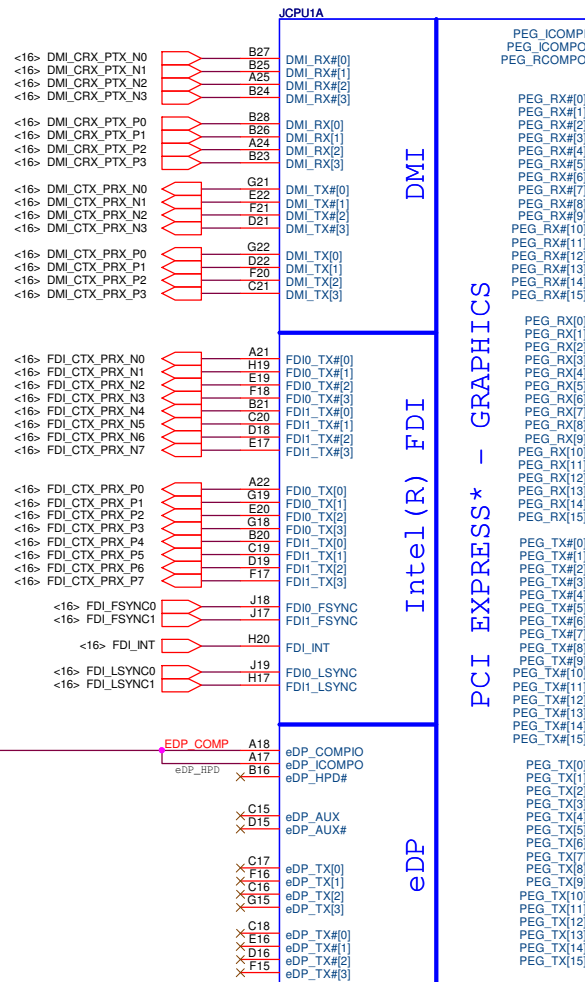 JCPU1A
<16> DMI_CRX_PTX_N0 B27 DMI_RX#[0]
<16> DMI_CRX_PTX_N1 B25 DMI_RX#[1]
<16> DMI_CRX_PTX_N2 A25 DMI_RX#[2]
<16> DMI_CRX_PTX_N3 B24 DMI_RX#[3]
<16> DMI_CRX_PTX_P0 B28 DMI_RX[0]
<16> DMI_CRX_PTX_P1 B26 DMI_RX[1]
<16> DMI_CRX_PTX_P2 A24 DMI_RX[2]
<16> DMI_CRX_PTX_P3 B23 DMI_RX[3]
<16> DMI_CTX_PRX_N0 G21 DMI_TX#[0]
<16> DMI_CTX_PRX_N1 E22 DMI_TX#[1]
<16> DMI_CTX_PRX_N2 F21 DMI_TX#[2]
<16> DMI_CTX_PRX_N3 D21 DMI_TX#[3]
<16> DMI_CTX_PRX_P0 G22 DMI_TX[0]
<16> DMI_CTX_PRX_P1 D22 DMI_TX[1]
<16> DMI_CTX_PRX_P2 F20 DMI_TX[2]
<16> DMI_CTX_PRX_P3 C21 DMI_TX[3]
DMI
<16> FDI_CTX_PRX_N0 A21 FDI0_TX#[0]
<16> FDI_CTX_PRX_N1 H19 FDI0_TX#[1]
<16> FDI_CTX_PRX_N2 E19 FDI0_TX#[2]
<16> FDI_CTX_PRX_N3 F18 FDI0_TX#[3]
<16> FDI_CTX_PRX_N4 B21 FDI1_TX#[0]
<16> FDI_CTX_PRX_N5 C20 FDI1_TX#[1]
<16> FDI_CTX_PRX_N6 D18 FDI1_TX#[2]
<16> FDI_CTX_PRX_N7 E17 FDI1_TX#[3]
<16> FDI_CTX_PRX_P0 A22 FDI0_TX[0]
<16> FDI_CTX_PRX_P1 G19 FDI0_TX[1]
<16> FDI_CTX_PRX_P2 E20 FDI0_TX[2]
<16> FDI_CTX_PRX_P3 G18 FDI0_TX[3]
<16> FDI_CTX_PRX_P4 B20 FDI1_TX[0]
<16> FDI_CTX_PRX_P5 C19 FDI1_TX[1]
<16> FDI_CTX_PRX_P6 D19 FDI1_TX[2]
<16> FDI_CTX_PRX_P7 F17 FDI1_TX[3]
<16> FDI_FSYNC0 J18 FDI0_FSYNC
<16> FDI_FSYNC1 J17 FDI1_FSYNC
<16> FDI_INT H20 FDI_INT
<16> FDI_LSYNC0 J19 FDI0_LSYNC
<16> FDI_LSYNC1 H17 FDI1_LSYNC
Intel(R) FDI
EDP_COMP A18 eDP_COMPIO
A17 eDP_ICOMPO
eDP_HPD B16 eDP_HPD#
C15 eDP_AUX
D15 eDP_AUX#
C17 eDP_TX[0]
F16 eDP_TX[1]
C16 eDP_TX[2]
G15 eDP_TX[3]
C18 eDP_TX#[0]
E16 eDP_TX#[1]
D16 eDP_TX#[2]
F15 eDP_TX#[3]
eDP
PCI EXPRESS* - GRAPHICS
PEG_ICOMPI
PEG_ICOMPO
PEG_RCOMPO
PEG_RX#[0]
PEG_RX#[1]
PEG_RX#[2]
PEG_RX#[3]
PEG_RX#[4]
PEG_RX#[5]
PEG_RX#[6]
PEG_RX#[7]
PEG_RX#[8]
PEG_RX#[9]
PEG_RX#[10]
PEG_RX#[11]
PEG_RX#[12]
PEG_RX#[13]
PEG_RX#[14]
PEG_RX#[15]
PEG_RX[0]
PEG_RX[1]
PEG_RX[2]
PEG_RX[3]
PEG_RX[4]
PEG_RX[5]
PEG_RX[6]
PEG_RX[7]
PEG_RX[8]
PEG_RX[9]
PEG_RX[10]
PEG_RX[11]
PEG_RX[12]
PEG_RX[13]
PEG_RX[14]
PEG_RX[15]
PEG_TX#[0]
PEG_TX#[1]
PEG_TX#[2]
PEG_TX#[3]
PEG_TX#[4]
PEG_TX#[5]
PEG_TX#[6]
PEG_TX#[7]
PEG_TX#[8]
PEG_TX#[9]
PEG_TX#[10]
PEG_TX#[11]
PEG_TX#[12]
PEG_TX#[13]
PEG_TX#[14]
PEG_TX#[15]
PEG_TX[0]
PEG_TX[1]
PEG_TX[2]
PEG_TX[3]
PEG_TX[4]
PEG_TX[5]
PEG_TX[6]
PEG_TX[7]
PEG_TX[8]
PEG_TX[9]
PEG_TX[10]
PEG_TX[11]
PEG_TX[12]
PEG_TX[13]
PEG_TX[14]
PEG_TX[15]